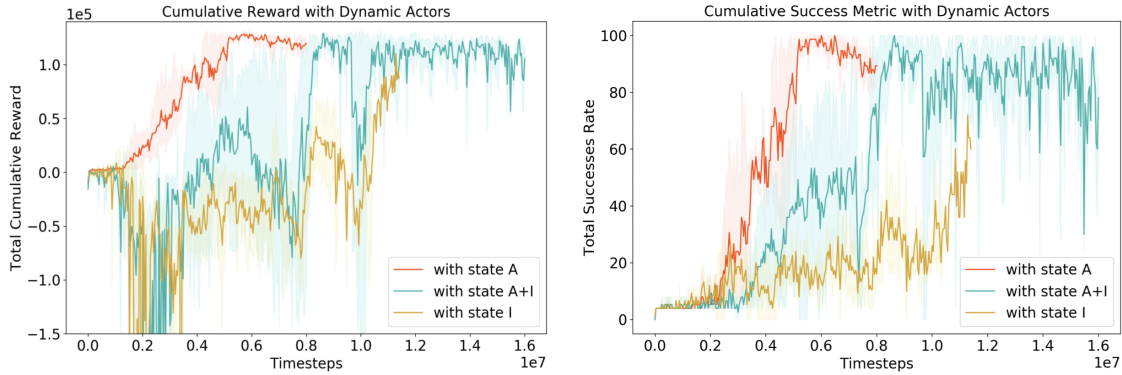 Cumulative Reward with Dynamic Actors
1e5
Total Cumulative Reward
1.0
0.5
0.0
−0.5
−1.0
−1.5
with state A
with state A+I
with state I
0.0 0.2 0.4 0.6 0.8 1.0 1.2 1.4 1.6
Timesteps
1e7
Cumulative Success Metric with Dynamic Actors
Total Successes Rate
100
80
60
40
20
0
with state A
with state A+I
with state I
0.0 0.2 0.4 0.6 0.8 1.0 1.2 1.4 1.6
Timesteps
1e7